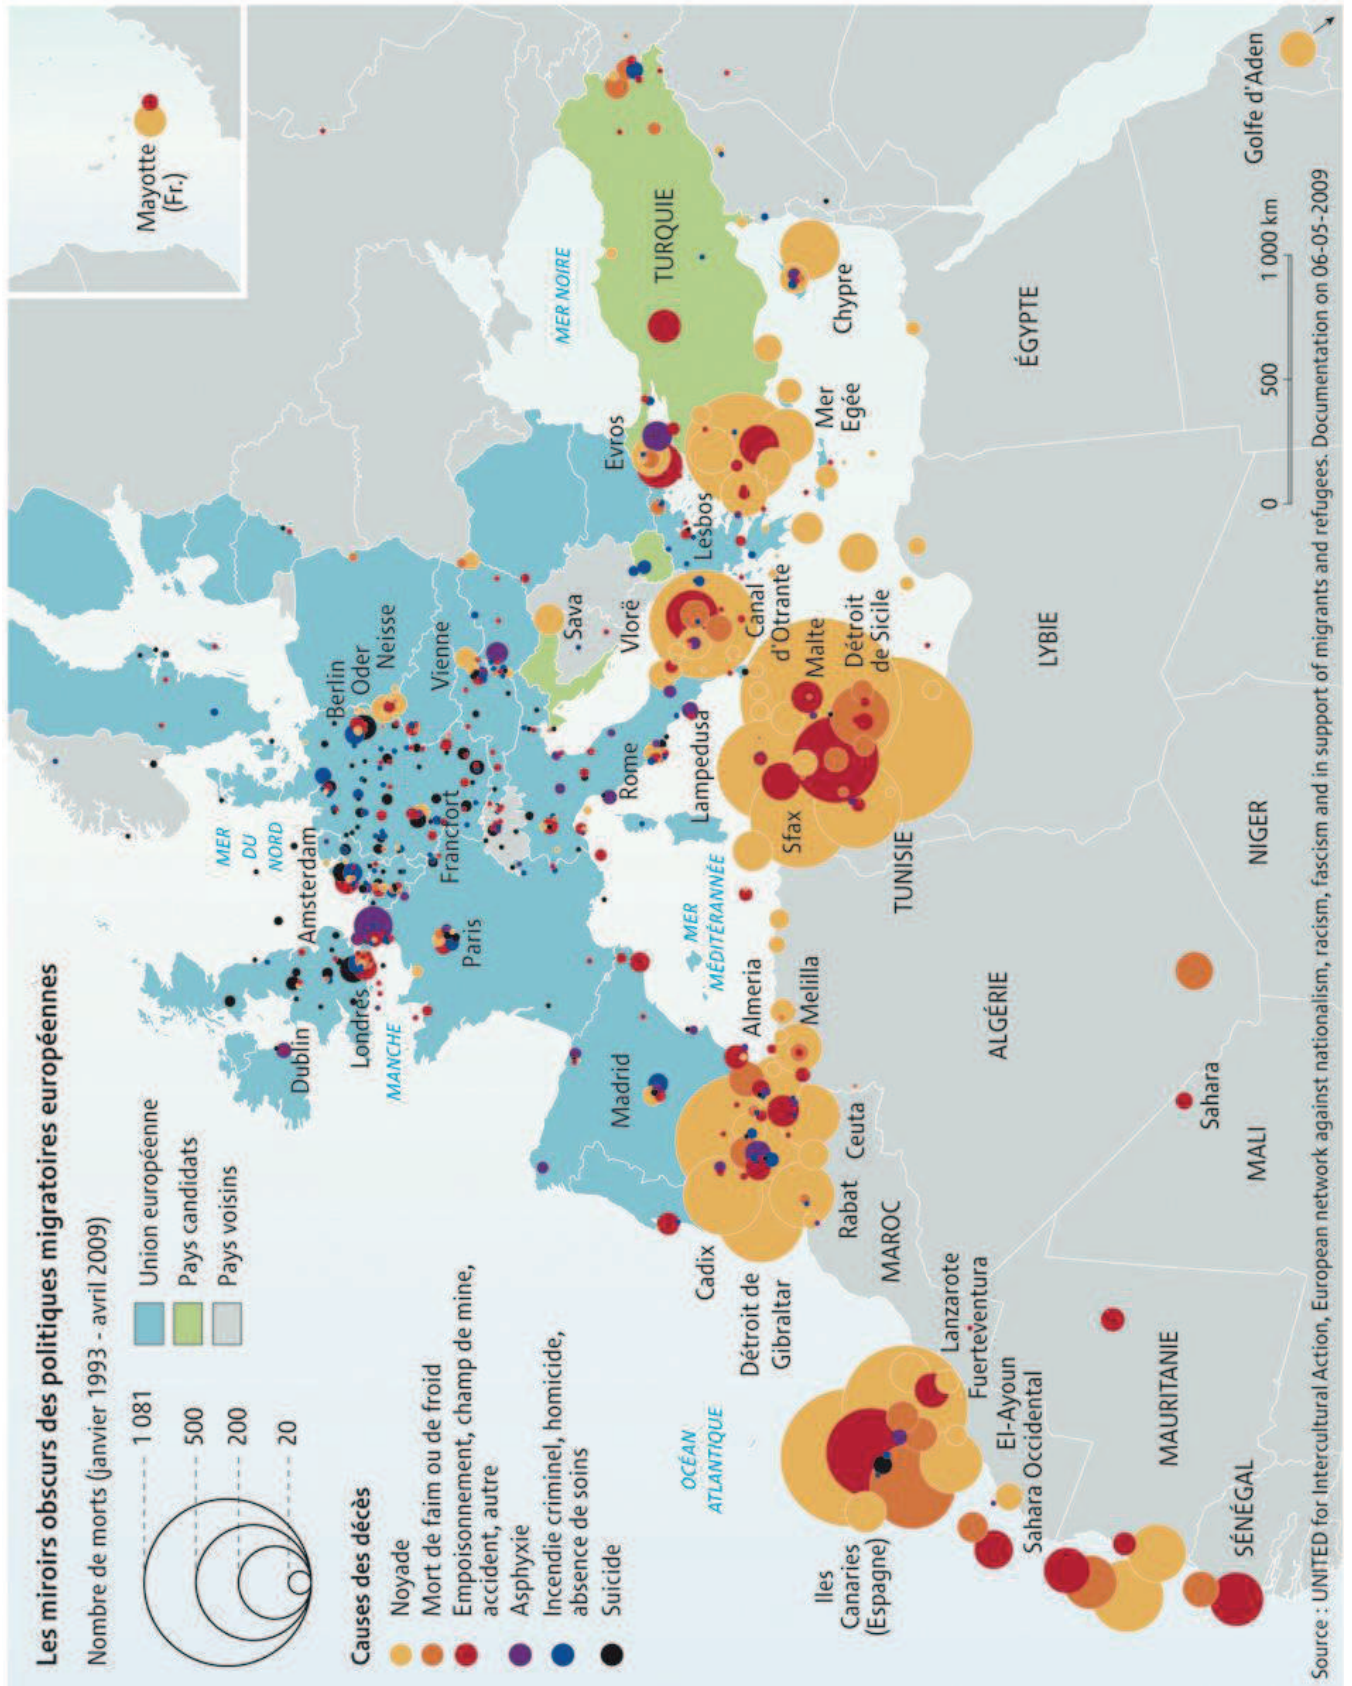 Les miroirs obscurs des politiques migratoires européennes
Nombre de morts (janvier 1993 - avril 2009)
1 081
500
200
20
Union européenne
Pays candidats
Pays voisins
Causes des décès
Noyade
Mort de faim ou de froid
Empoisonnement, champ de mine,
accident, autre
Asphyxie
Incendie criminel, homicide,
absence de soins
Suicide
Mayotte
(Fr.)
MER
DU
NORD
Dublin
Londres
MANCHE
Amsterdam
Berlin
Oder
Neisse
Paris
Francfort
Vienne
Sava
MER NOIRE
Madrid
Rome
Vlorë
Evros
TURQUIE
Lesbos
Cadix
Détroit de
Gibraltar
Almeria
MER
MÉDITÉRANNÉE
Lampedusa
Canal
d'Otrante
Malte
Détroit
de Sicile
Mer
Egée
Chypre
OCÉAN
ATLANTIQUE
Rabat
Ceuta
Melilla
Sfax
TUNISIE
MAROC
ALGÉRIE
LYBIE
ÉGYPTE
Iles
Canaries
(Espagne)
Lanzarote
Fuerteventura
El-Ayoun
Sahara Occidental
MAURITANIE
SÉNÉGAL
Sahara
MALI
NIGER
Golfe d'Aden
0
500
1 000 km
Source : UNITED for Intercultural Action, European network against nationalism, racism, fascism and in support of migrants and refugees. Documentation on 06-05-2009